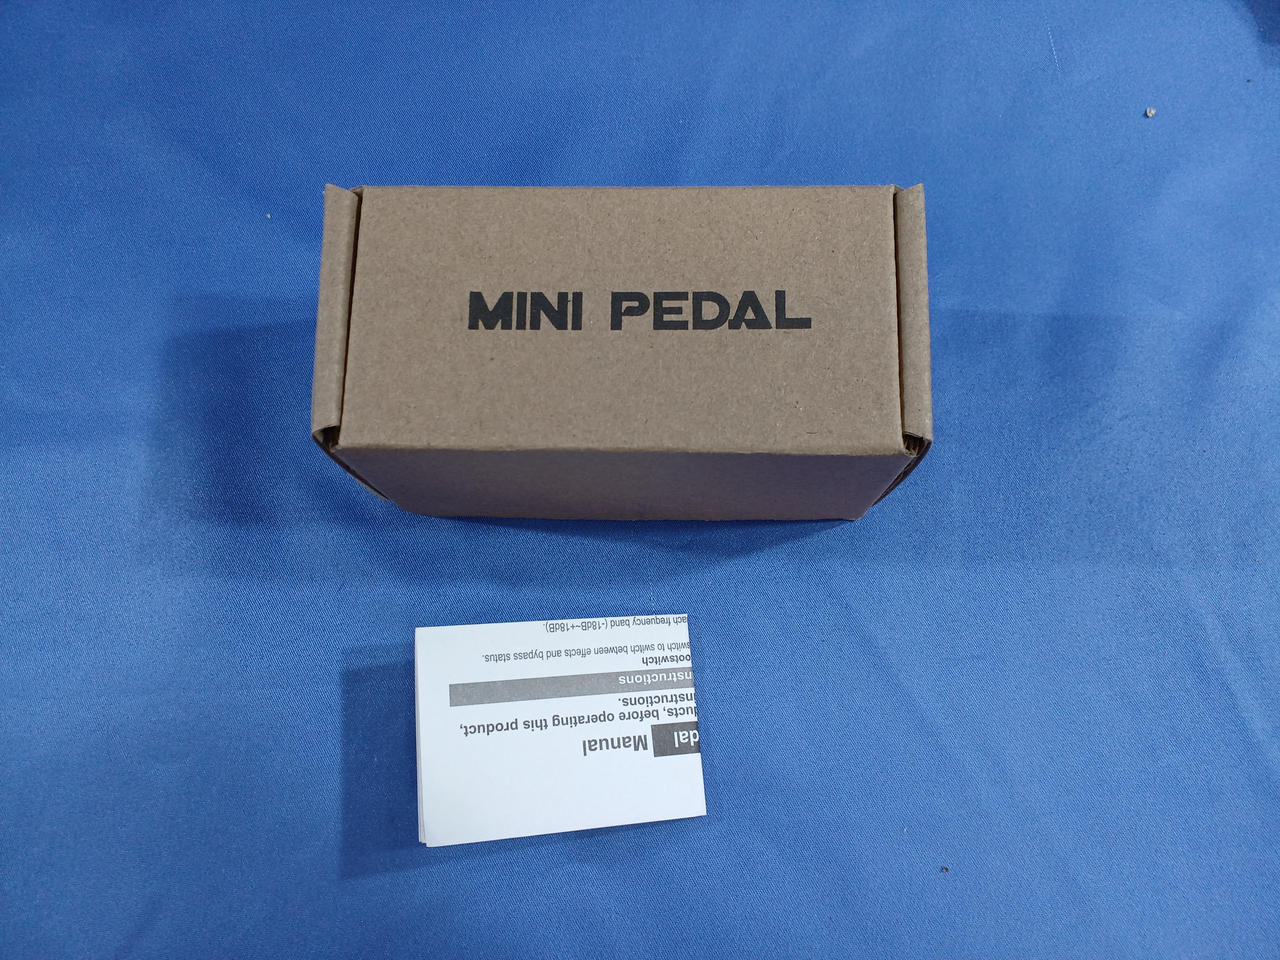 MINI PEDAL
dal Manual
ducts, before operating this product,
instructions.
nstructions
ootswitch
switch to switch between effects and bypass status.
ach frequency band (-18dB~+18dB).